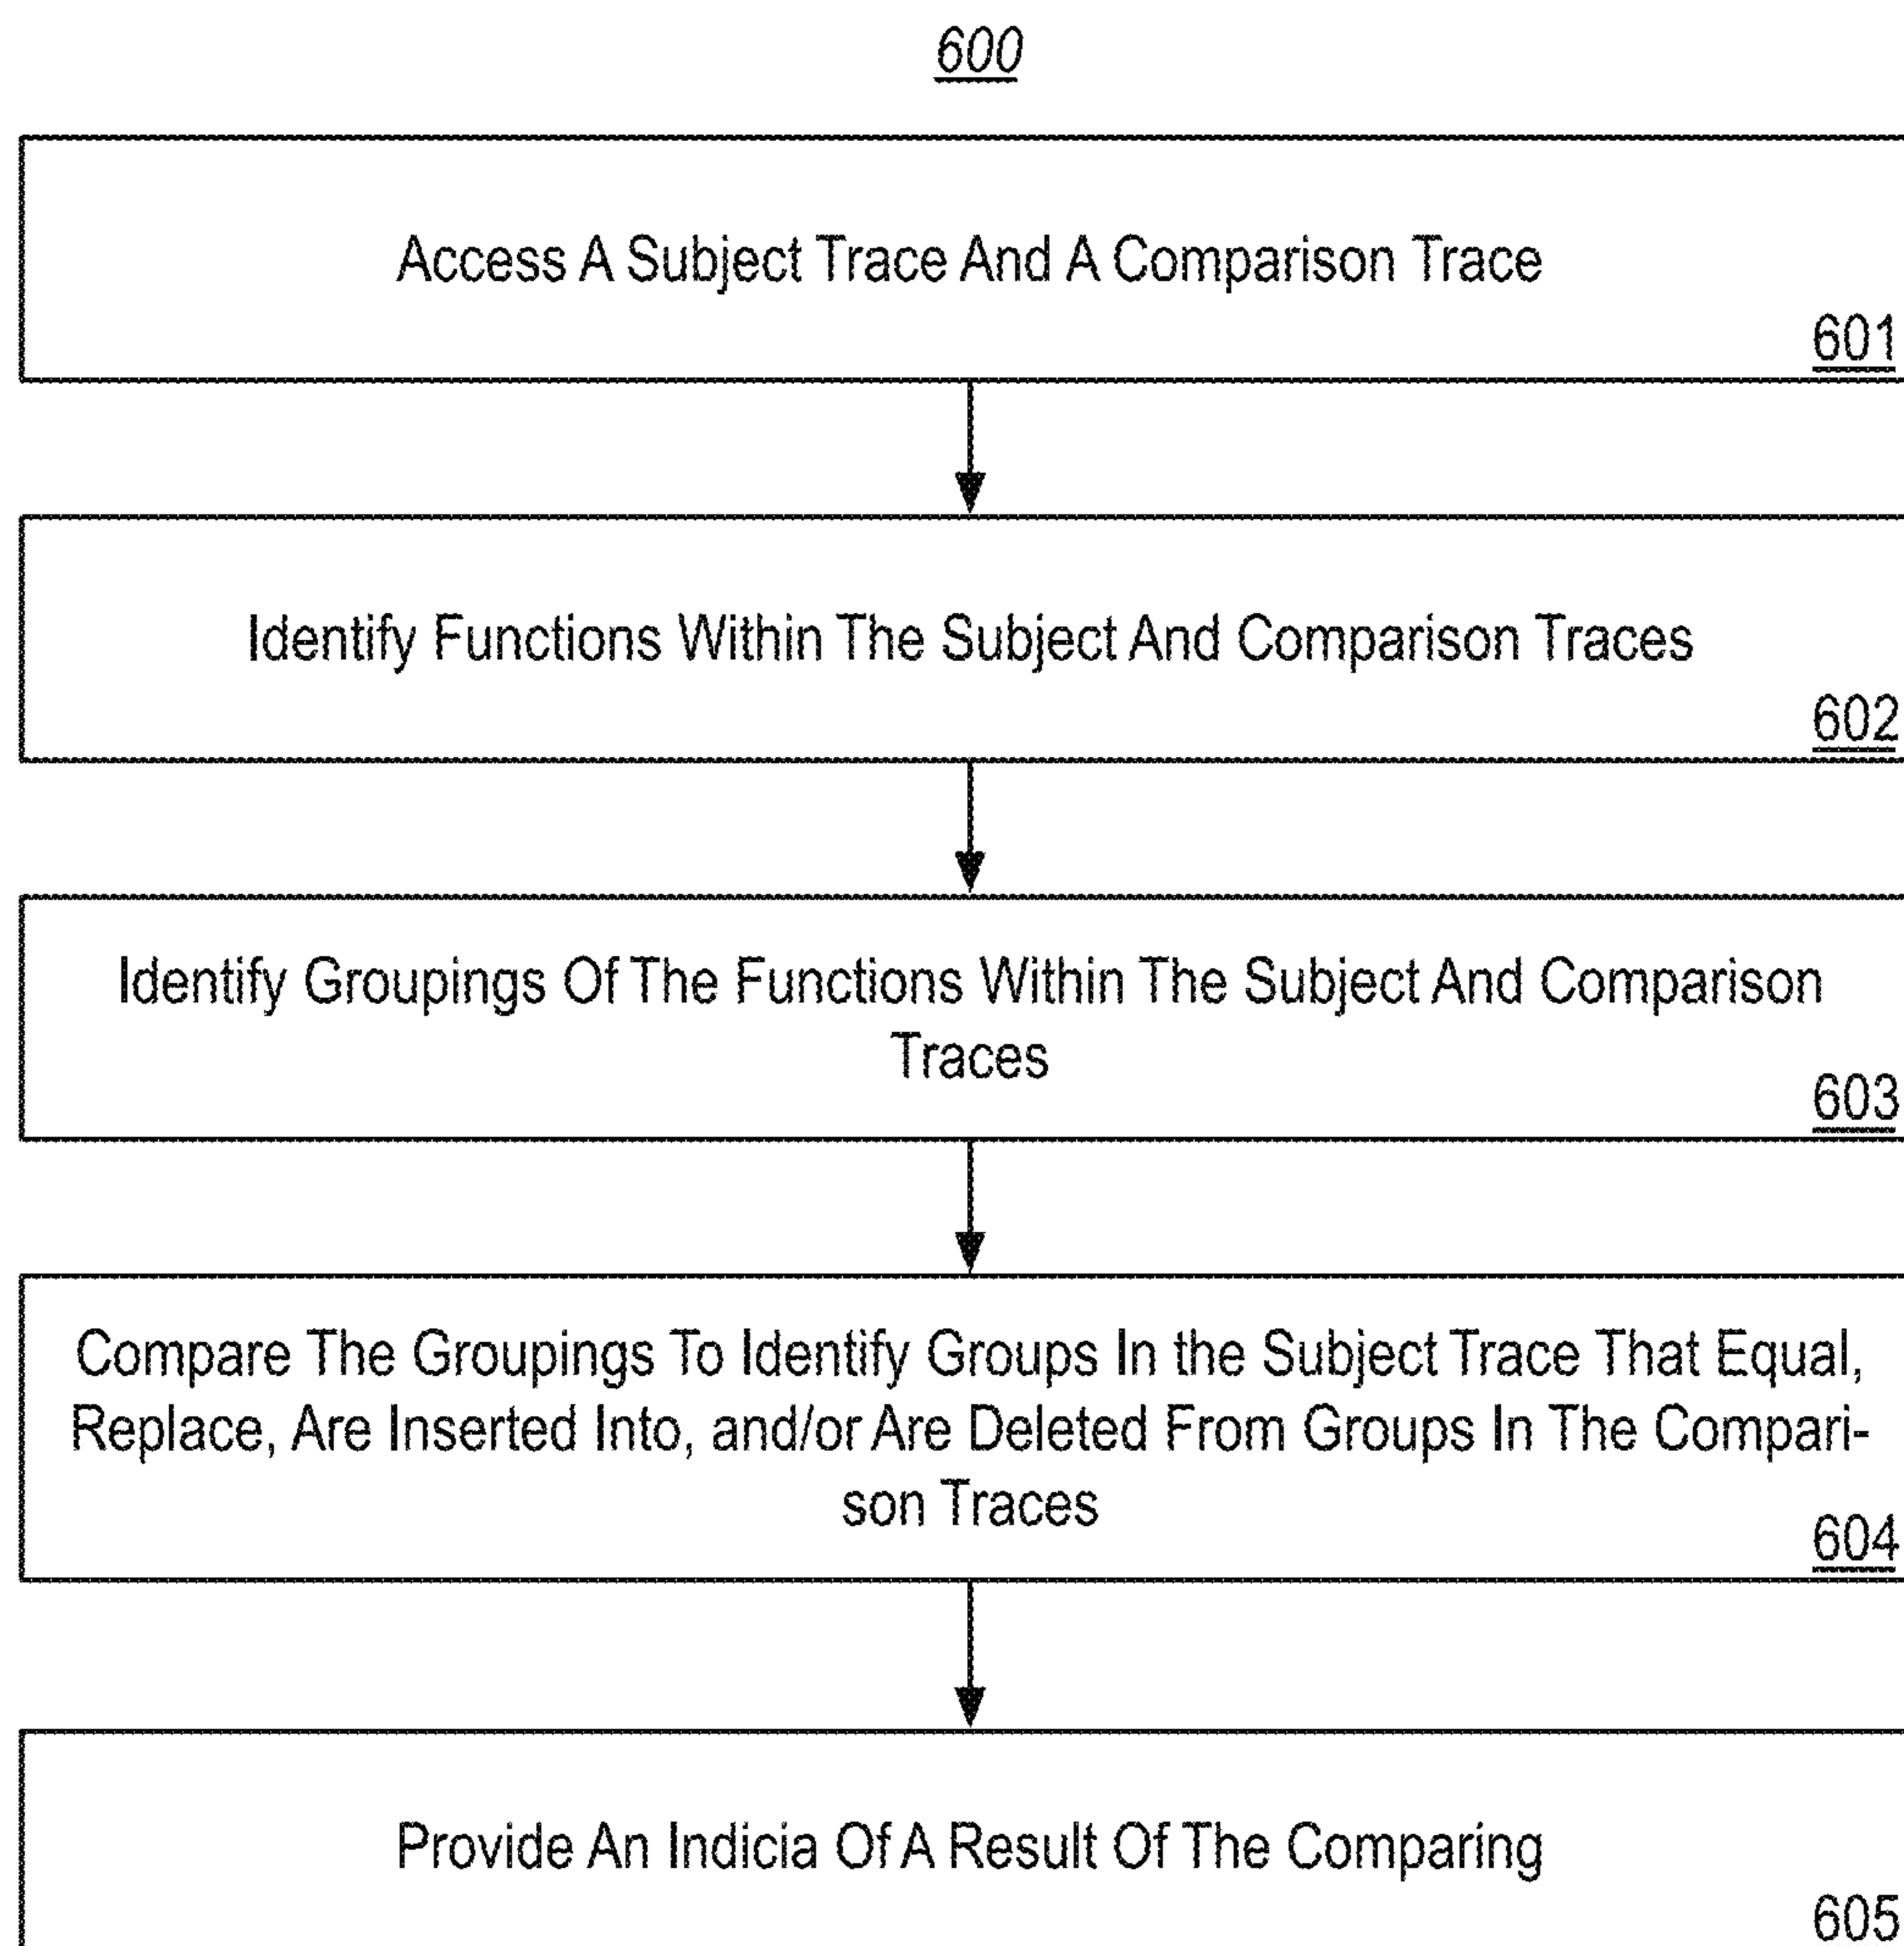 600
Access A Subject Trace And A Comparison Trace
601
Identify Functions Within The Subject And Comparison Traces
602
Identify Groupings Of The Functions Within The Subject And Comparison
Traces
603
Compare The Groupings To Identify Groups In the Subject Trace That Equal,
Replace, Are Inserted Into, and/or Are Deleted From Groups In The Compari-
son Traces
604
Provide An Indicia Of A Result Of The Comparing
605